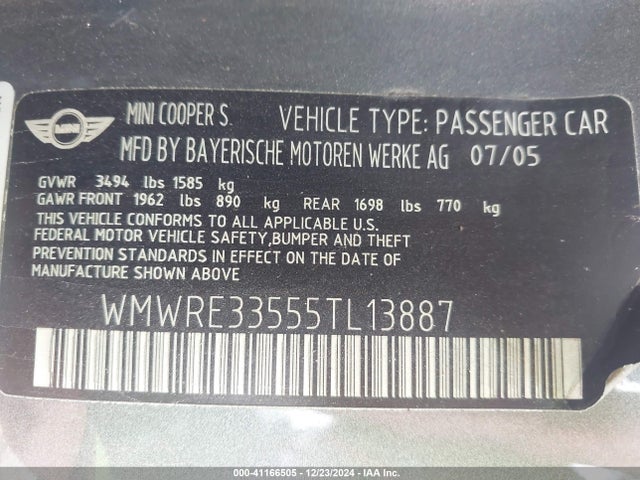 MINI
MINI COOPER S. VEHICLE TYPE: PASSENGER CAR
MFD BY BAYERISCHE MOTOREN WERKE AG 07/05
GVWR 3494 lbs 1585 kg
GAWR FRONT 1962 lbs 890 kg REAR 1698 lbs 770 kg
THIS VEHICLE CONFORMS TO ALL APPLICABLE U.S.
FEDERAL MOTOR VEHICLE SAFETY,BUMPER AND THEFT
PREVENTION STANDARDS IN EFFECT ON THE DATE OF
MANUFACTURE SHOWN ABOVE
WMWRE33555TL13887
000-41166505 - 12/23/2024 - IAA Inc.